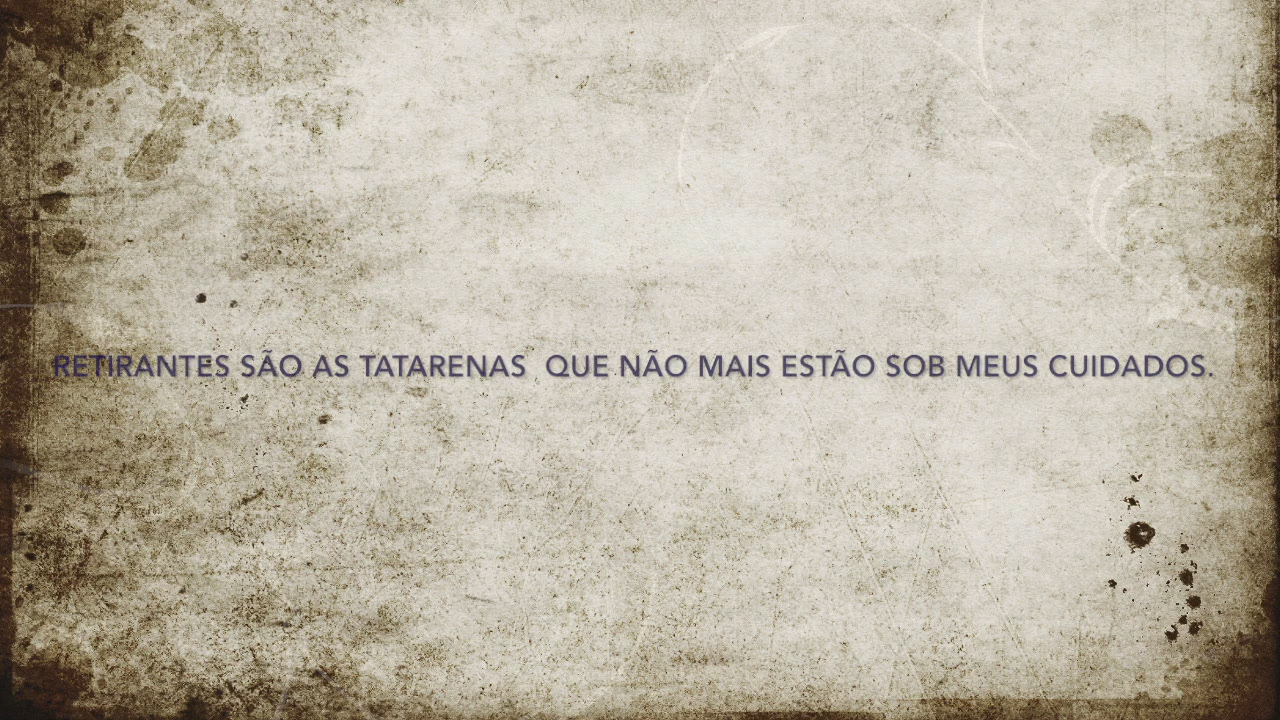 RETIRANTES SÃO AS TATARENAS  QUE NÃO MAIS ESTÃO SOB MEUS CUIDADOS.